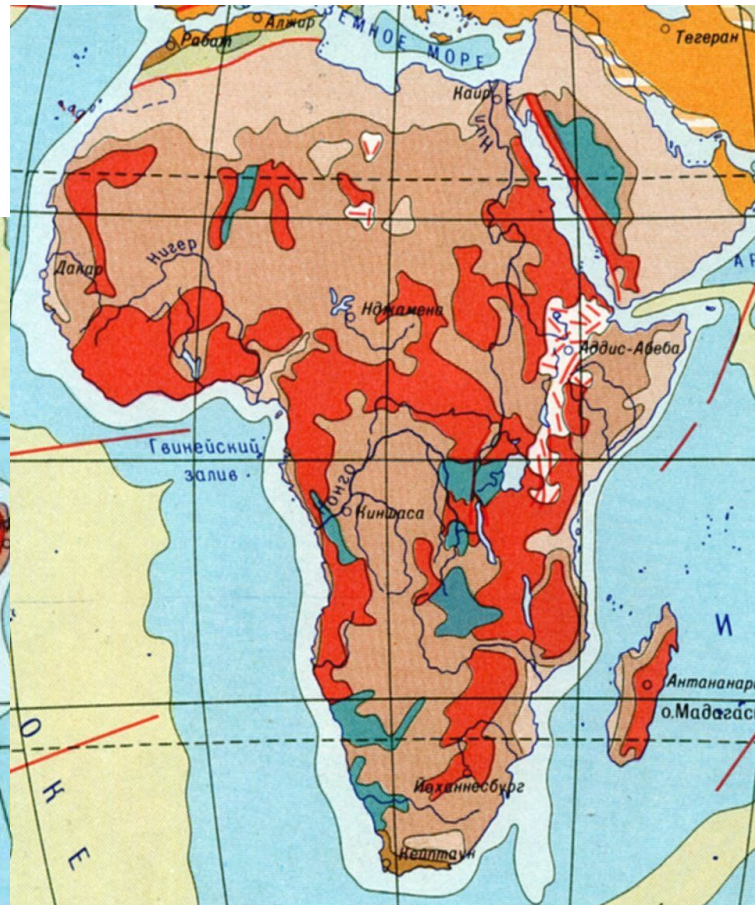 Алжир
Рабат
ЕМНОЕ МОРЕ
Тегеран
Каир
Нил
Дакар
Нигер
АР
Нджамена
Аддис-Абеба
Гвинейский
залив
Конго
Киншаса
И
Антананари
о.Мадагас
О К Е
Йоханнесбург
Кейптаун